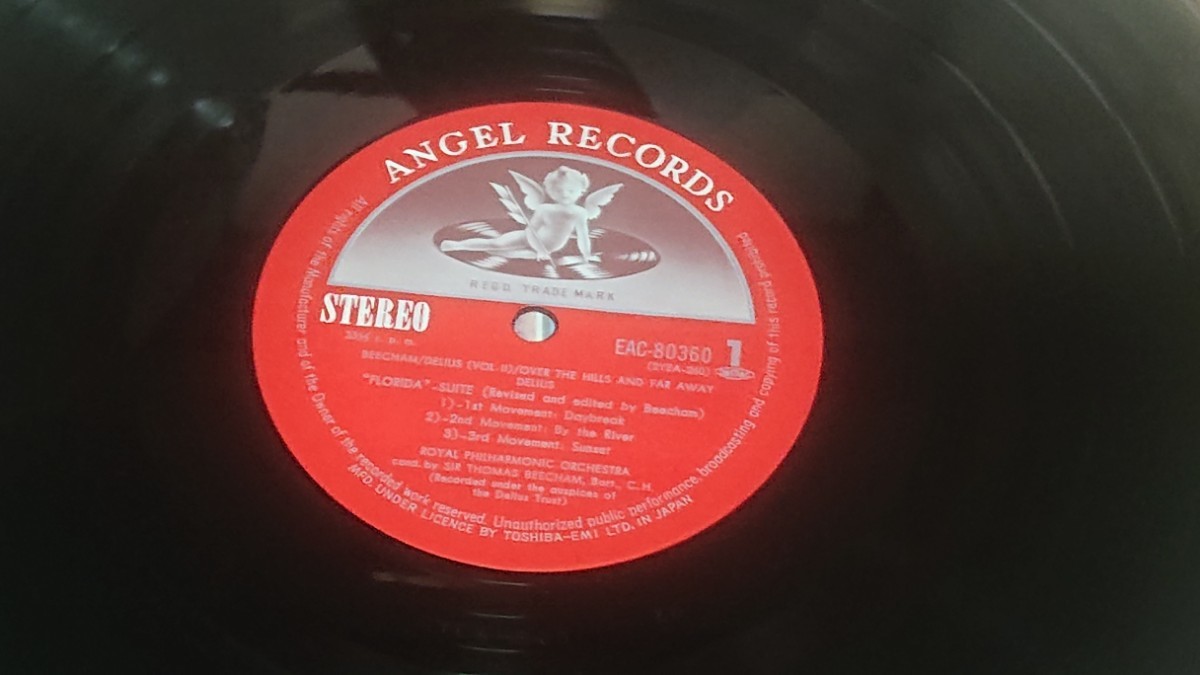 ANGEL RECORDS
REGD. TRADE MARK
STEREO
33⅓ r. p. m.
EAC-80360 1
BEECHAM/DELIUS (VOL. II)/OVER THE HILLS AND FAR AWAY
DELIUS
"FLORIDA"-SUITE (Revised and edited by Beecham)
1)-1st Movement: Daybreak
2)-2nd Movement: By the River
3)-3rd Movement: Sunset
ROYAL PHILHARMONIC ORCHESTRA
cond. by SIR THOMAS BEECHAM, Bart., C.H.
(Recorded under the auspices of
the Delius Trust)
All rights of the Manufacturer and of the Owner of the recorded work reserved. Unauthorized public performance, broadcasting and copying of this record prohibited
MFD. UNDER LICENCE BY TOSHIBA-EMI LTD. IN JAPAN